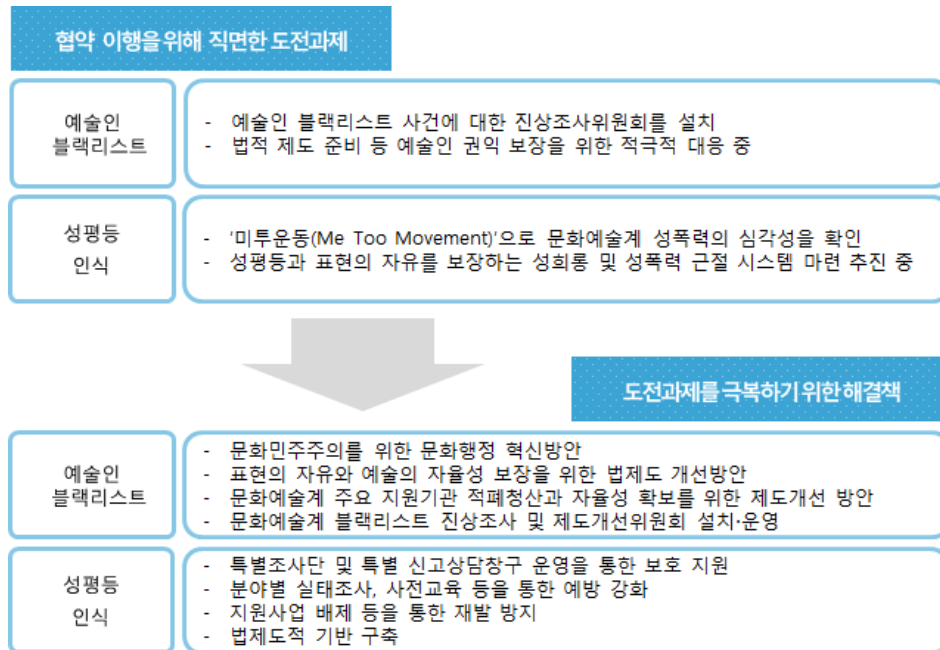 협약 이행을 위해 직면한 도전과제
예술인
블랙리스트
- 예술인 블랙리스트 사건에 대한 진상조사위원회를 설치
- 법적 제도 준비 등 예술인 권익 보장을 위한 적극적 대응 중
성평등
인식
- '미투운동(Me Too Movement)'으로 문화예술계 성폭력의 심각성을 확인
- 성평등과 표현의 자유를 보장하는 성희롱 및 성폭력 근절 시스템 마련 추진 중
도전과제를 극복하기 위한 해결책
예술인
블랙리스트
- 문화민주주의를 위한 문화행정 혁신방안
- 표현의 자유와 예술의 자율성 보장을 위한 법제도 개선방안
- 문화예술계 주요 지원기관 적폐청산과 자율성 확보를 위한 제도개선 방안
- 문화예술계 블랙리스트 진상조사 및 제도개선위원회 설치·운영
성평등
인식
- 특별조사단 및 특별 신고상담창구 운영을 통한 보호 지원
- 분야별 실태조사, 사전교육 등을 통한 예방 강화
- 지원사업 배제 등을 통한 재발 방지
- 법제도적 기반 구축